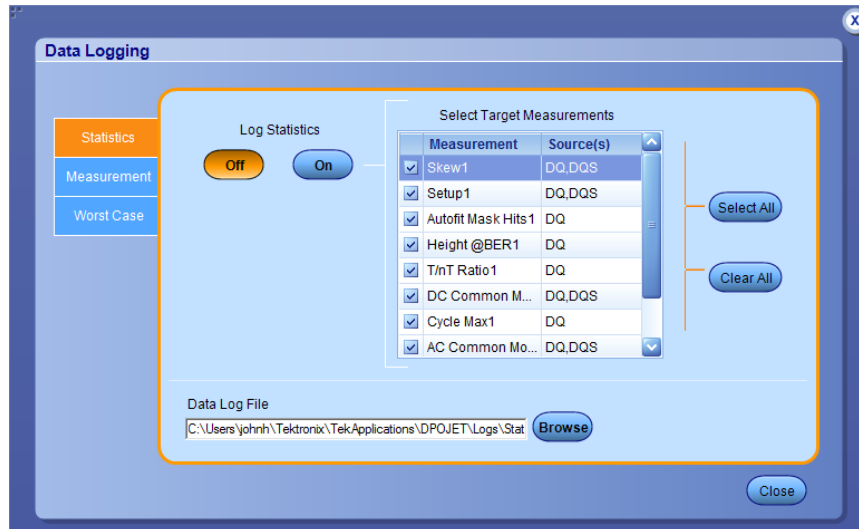 X
Data Logging
Statistics
Measurement
Worst Case
Log Statistics
Off
On
Select Target Measurements
Measurement Source(s)
Skew1 DQ,DQS
Setup1 DQ,DQS
Autofit Mask Hits1 DQ
Height @BER1 DQ
T/nT Ratio1 DQ
DC Common M... DQ,DQS
Cycle Max1 DQ
AC Common Mo... DQ,DQS
Select All
Clear All
Data Log File
C:\Users\johnh\Tektronix\TekApplications\DPOJET\Logs\Stat
Browse
Close